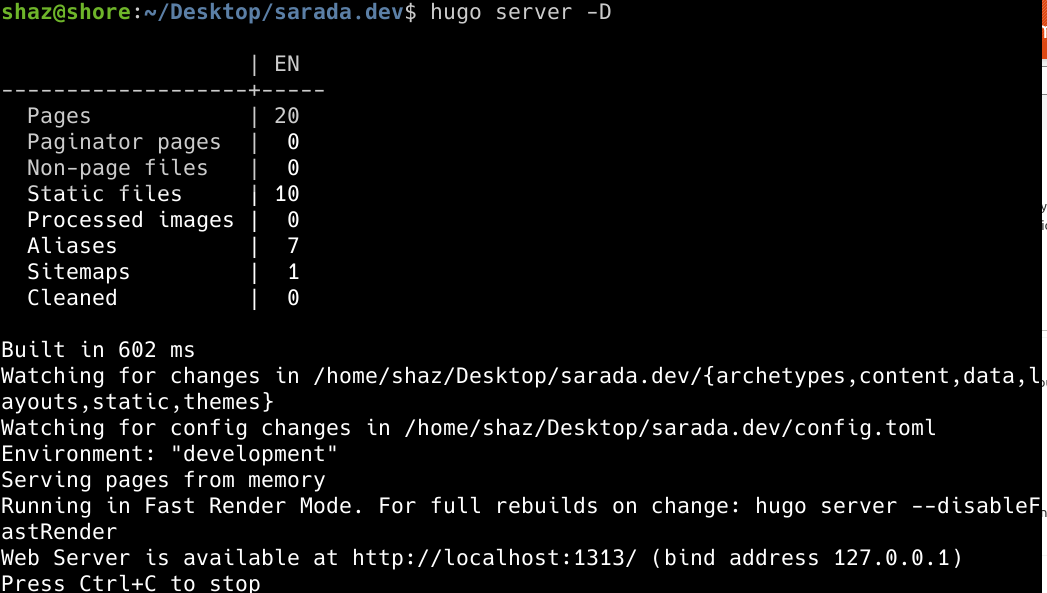 shaz@shore:~/Desktop/sarada.dev$ hugo server -D
                   | EN
-------------------+-----
  Pages            | 20
  Paginator pages  |  0
  Non-page files   |  0
  Static files     | 10
  Processed images |  0
  Aliases          |  7
  Sitemaps         |  1
  Cleaned          |  0
Built in 602 ms
Watching for changes in /home/shaz/Desktop/sarada.dev/{archetypes,content,data,l
ayouts,static,themes}
Watching for config changes in /home/shaz/Desktop/sarada.dev/config.toml
Environment: "development"
Serving pages from memory
Running in Fast Render Mode. For full rebuilds on change: hugo server --disableF
astRender
Web Server is available at http://localhost:1313/ (bind address 127.0.0.1)
Press Ctrl+C to stop